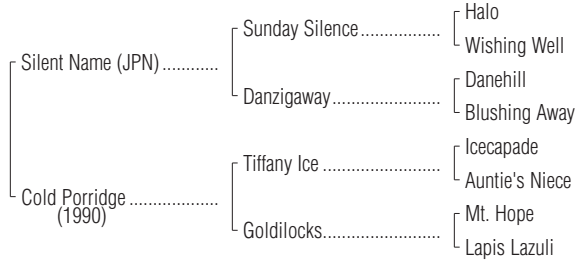 Halo
Sunday Silence..................
Wishing Well
Silent Name (JPN)............
Danehill
Danzigaway........................
Blushing Away
Icecapade
Tiffany Ice..........................
Auntie's Niece
Cold Porridge....................
(1990)
Mt. Hope
Goldilocks..........................
Lapis Lazuli